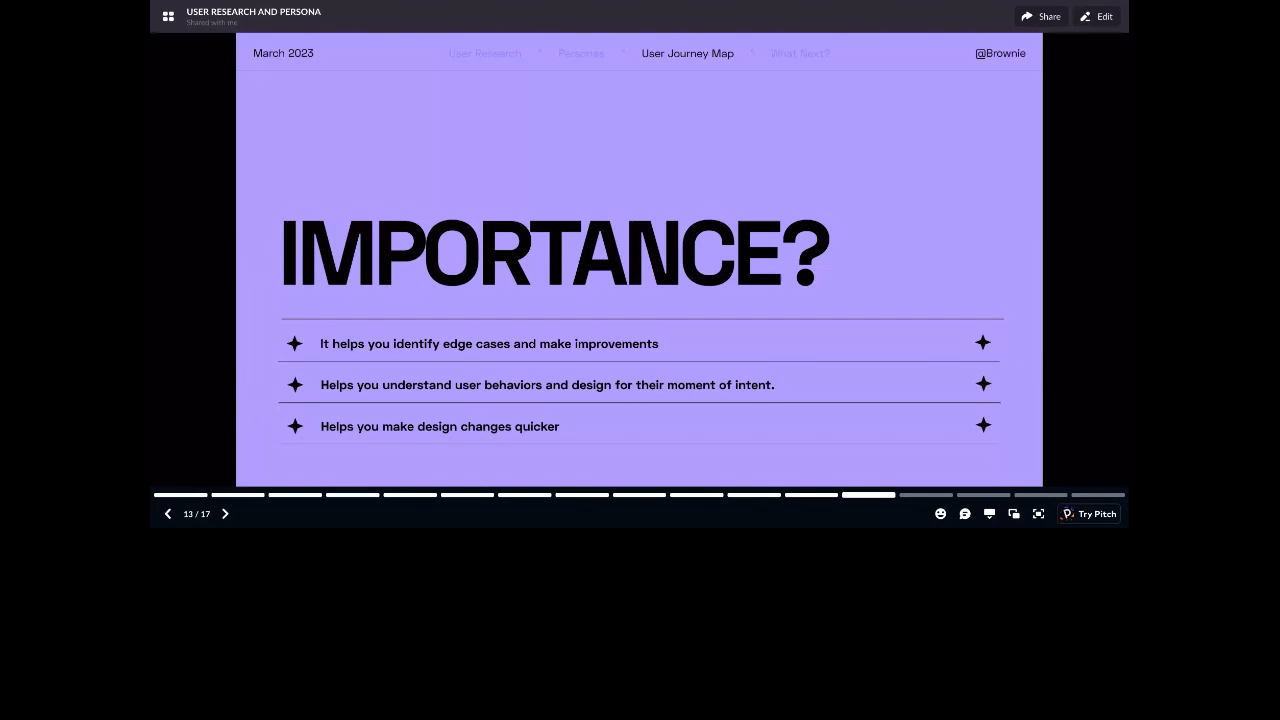 USER RESEARCH AND PERSONA
Shared with me
Share
Edit
March 2023
User Research
Personas
User Journey Map
What Next?
@Brownie
IMPORTANCE?
It helps you identify edge cases and make improvements
Helps you understand user behaviors and design for their moment of intent.
Helps you make design changes quicker
13 / 17
Try Pitch